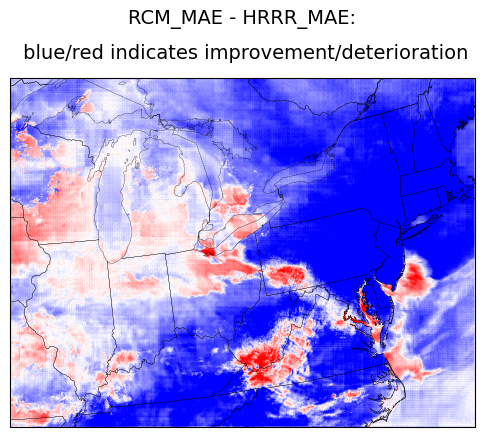 RCM_MAE - HRRR_MAE:
blue/red indicates improvement/deterioration